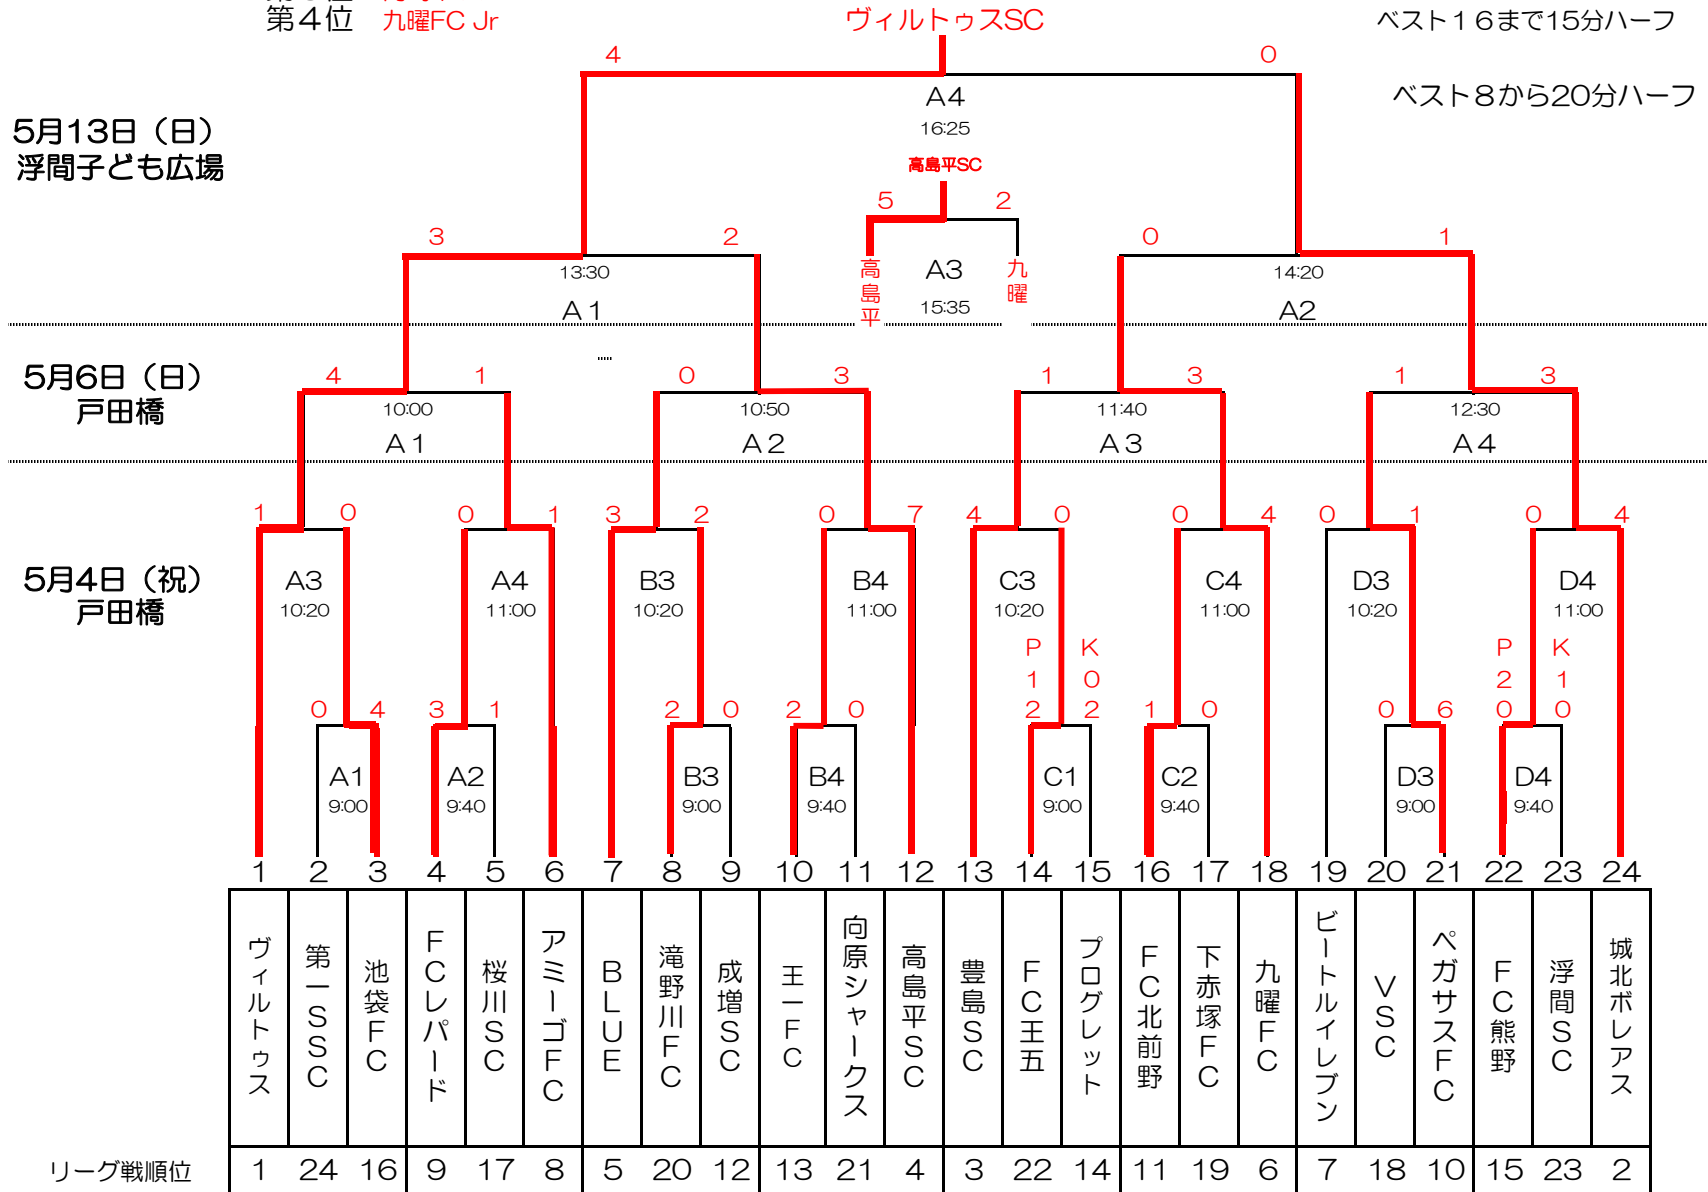 第4位 九曜FC Jr
ヴィルトゥスSC
ベスト16まで15分ハーフ
4 0
ベスト8から20分ハーフ
A4
16:25
5月13日（日）
浮間子ども広場
高島平SC
5 2
3 2 0 1
高島平 A3 九曜
13:30 14:20
15:35
A1 A2
5月6日（日）
戸田橋
4 1 0 3 1 3 1 3
10:00 10:50 11:40 12:30
A1 A2 A3 A4
1 0 0 1 3 2 0 7 4 0 0 4 0 1 0 4
5月4日（祝）
戸田橋
A3 A4 B3 B4 C3 C4 D3 D4
10:20 11:00 10:20 11:00 10:20 11:00 10:20 11:00
P K P K
1 0 2 1
0 4 3 1 2 0 2 0 2 2 1 0 0 6 0 0
A1 A2 B3 B4 C1 C2 D3 D4
9:00 9:40 9:00 9:40 9:00 9:40 9:00 9:40
1 2 3 4 5 6 7 8 9 10 11 12 13 14 15 16 17 18 19 20 21 22 23 24
ヴィルトゥス
第一SSC
池袋FC
FCレパード
桜川SC
アミーゴFC
BLUE
滝野川FC
成増SC
王一FC
向原シャークス
高島平SC
豊島SC
FC王五
プログレット
FC北前野
下赤塚FC
九曜FC
ビートルイレブン
VSC
ペガサスFC
FC熊野
浮間SC
城北ボレアス
リーグ戦順位 1 24 16 9 17 8 5 20 12 13 21 4 3 22 14 11 19 6 7 18 10 15 23 2